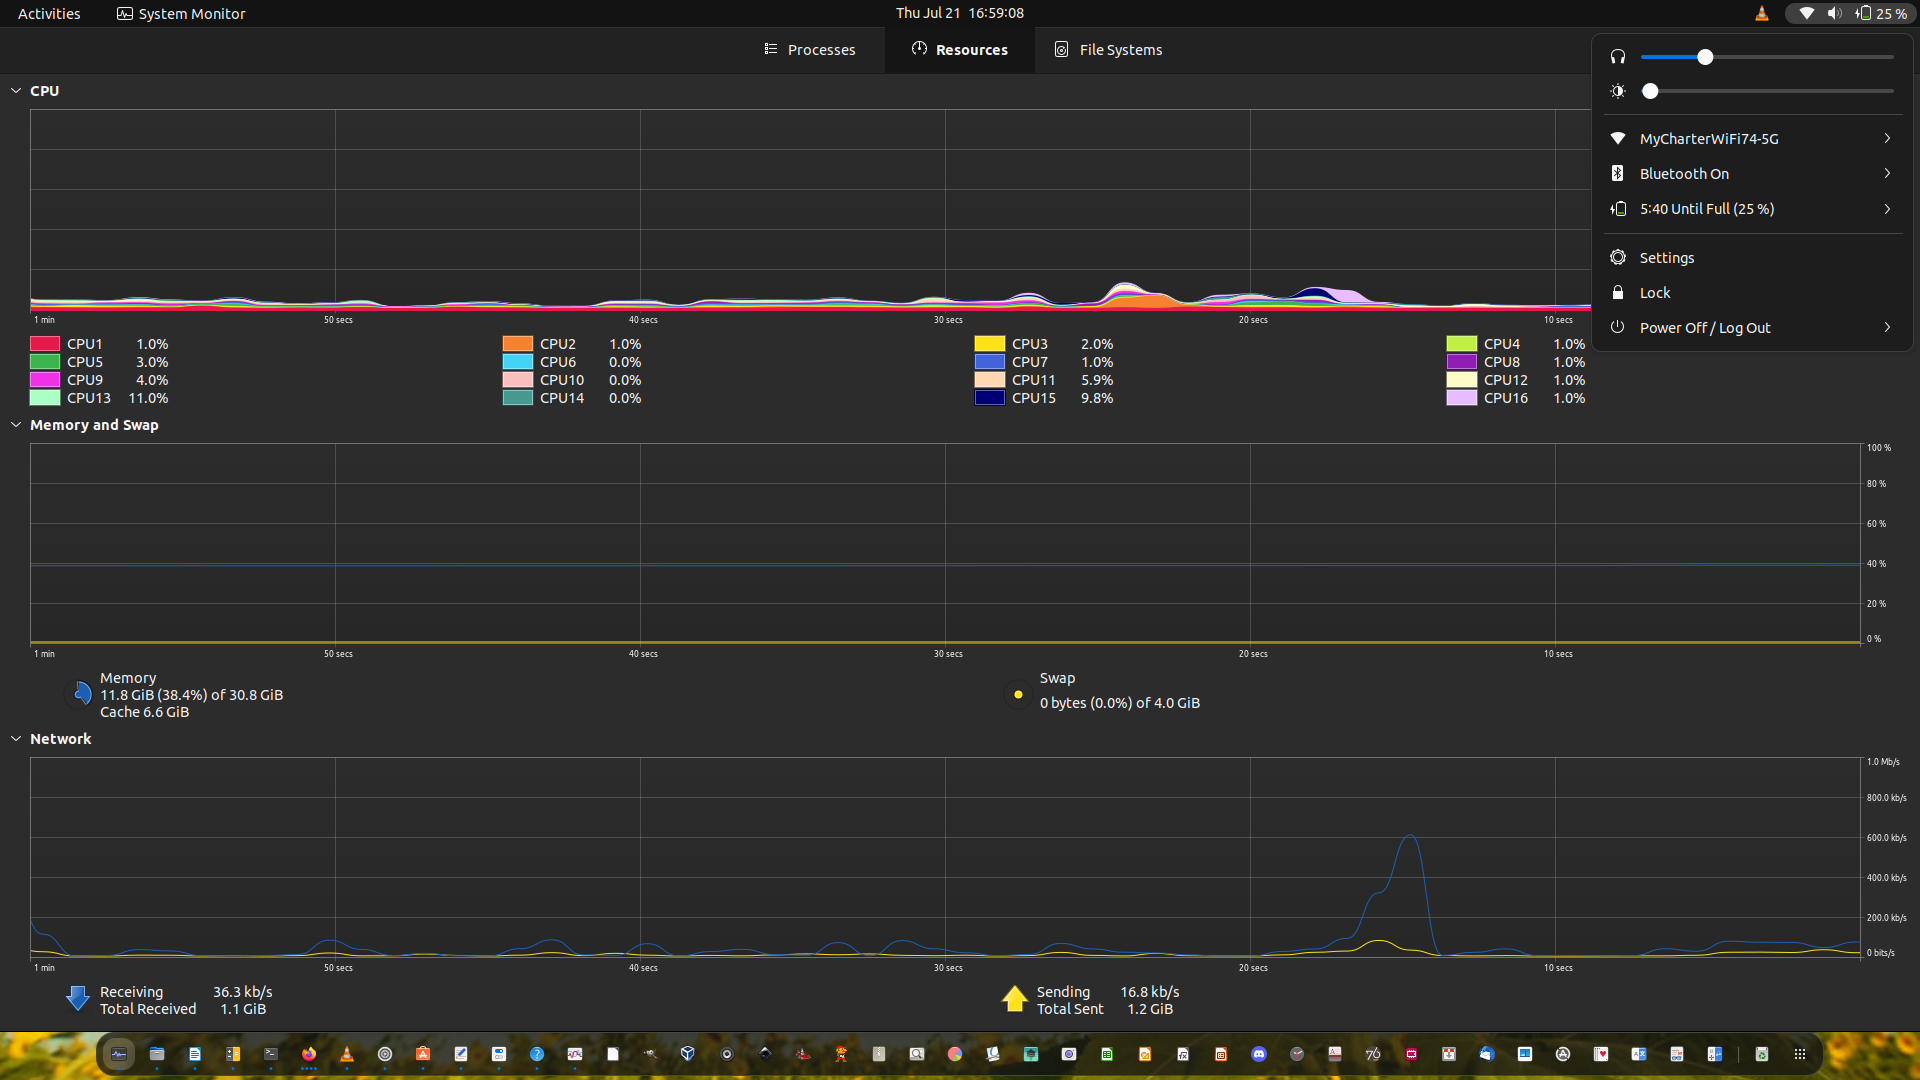 Activities
System Monitor
Thu Jul 21 16:59:08
25 %
Processes
Resources
File Systems
CPU
1 min
50 secs
40 secs
30 secs
20 secs
10 secs
CPU1 1.0%
CPU2 1.0%
CPU3 2.0%
CPU4 1.0%
CPU5 3.0%
CPU6 0.0%
CPU7 1.0%
CPU8 1.0%
CPU9 4.0%
CPU10 0.0%
CPU11 5.9%
CPU12 1.0%
CPU13 11.0%
CPU14 0.0%
CPU15 9.8%
CPU16 1.0%
MyCharterWiFi74-5G
Bluetooth On
5:40 Until Full (25 %)
Settings
Lock
Power Off / Log Out
Memory and Swap
100 %
80 %
60 %
40 %
20 %
0 %
1 min
50 secs
40 secs
30 secs
20 secs
10 secs
Memory
11.8 GiB (38.4%) of 30.8 GiB
Cache 6.6 GiB
Swap
0 bytes (0.0%) of 4.0 GiB
Network
1.0 Mb/s
800.0 kb/s
600.0 kb/s
400.0 kb/s
200.0 kb/s
0 bits/s
1 min
50 secs
40 secs
30 secs
20 secs
10 secs
Receiving 36.3 kb/s
Total Received 1.1 GiB
Sending 16.8 kb/s
Total Sent 1.2 GiB
76